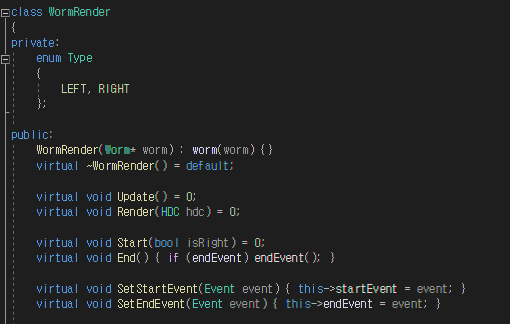 class WormRender
{
private:
enum Type
{
LEFT, RIGHT
};
public:
WormRender(Worm* worm) : worm(worm) {}
virtual ~WormRender() = default;
virtual void Update() = 0;
virtual void Render(HDC hdc) = 0;
virtual void Start(bool isRight) = 0;
virtual void End() { if (endEvent) endEvent(); }
virtual void SetStartEvent(Event event) { this->startEvent = event; }
virtual void SetEndEvent(Event event) { this->endEvent = event; }